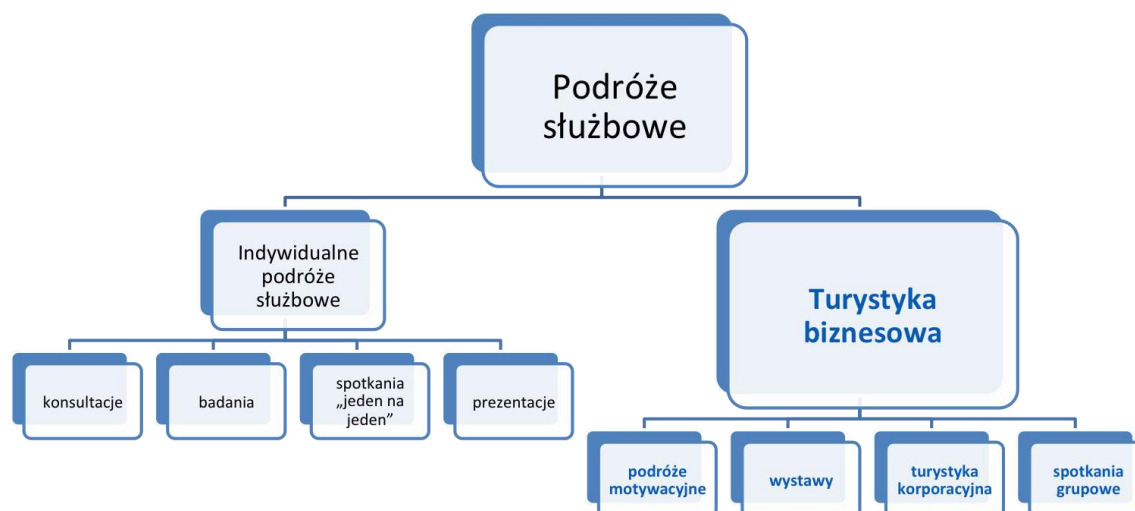 Podróże
służbowe
Indywidualne
podróże
służbowe
Turystyka
biznesowa
konsultacje
badania
spotkania
„jeden na
jeden”
prezentacje
podróże
motywacyjne
wystawy
turystyka
korporacyjna
spotkania
grupowe